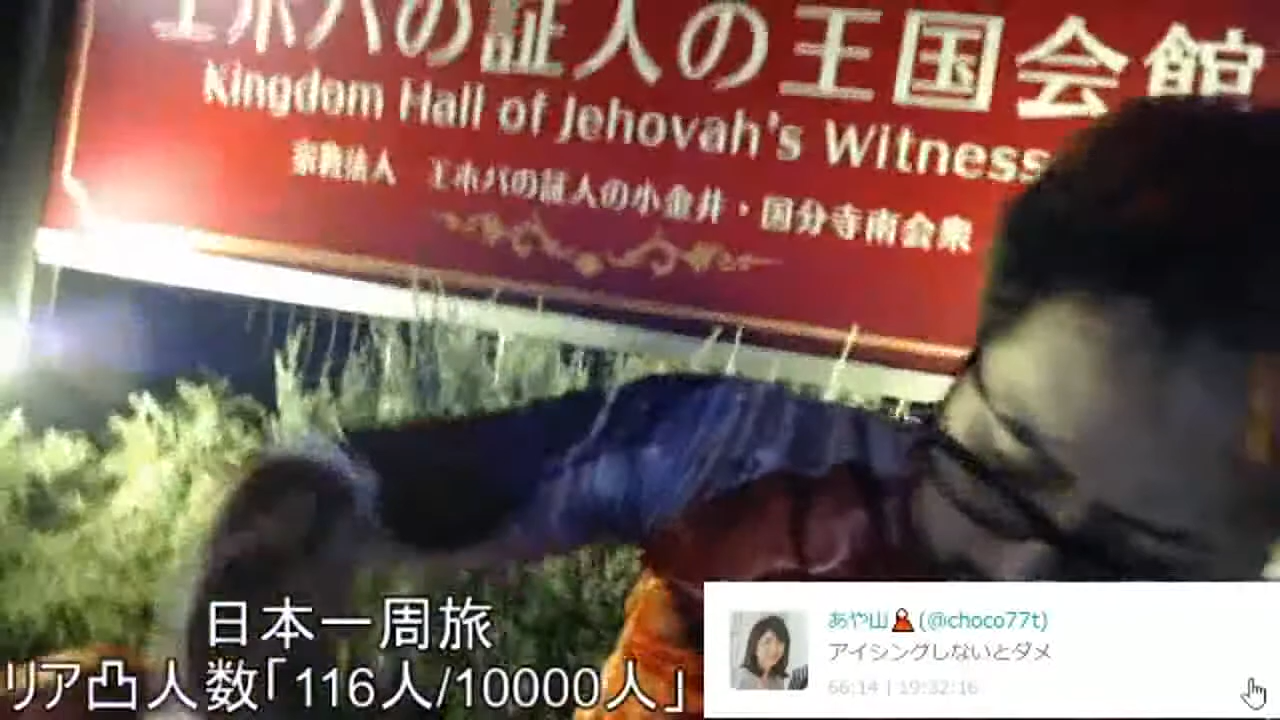 エホバの証人の王国会館
Kingdom Hall of Jehovah's Witness
宗教法人 エホバの証人の小金井・国分寺南会衆
日本一周旅
リア凸人数「116人/10000人」
あや山 (@choco77t)
アイシングしないとダメ
66:14 | 19:32:16